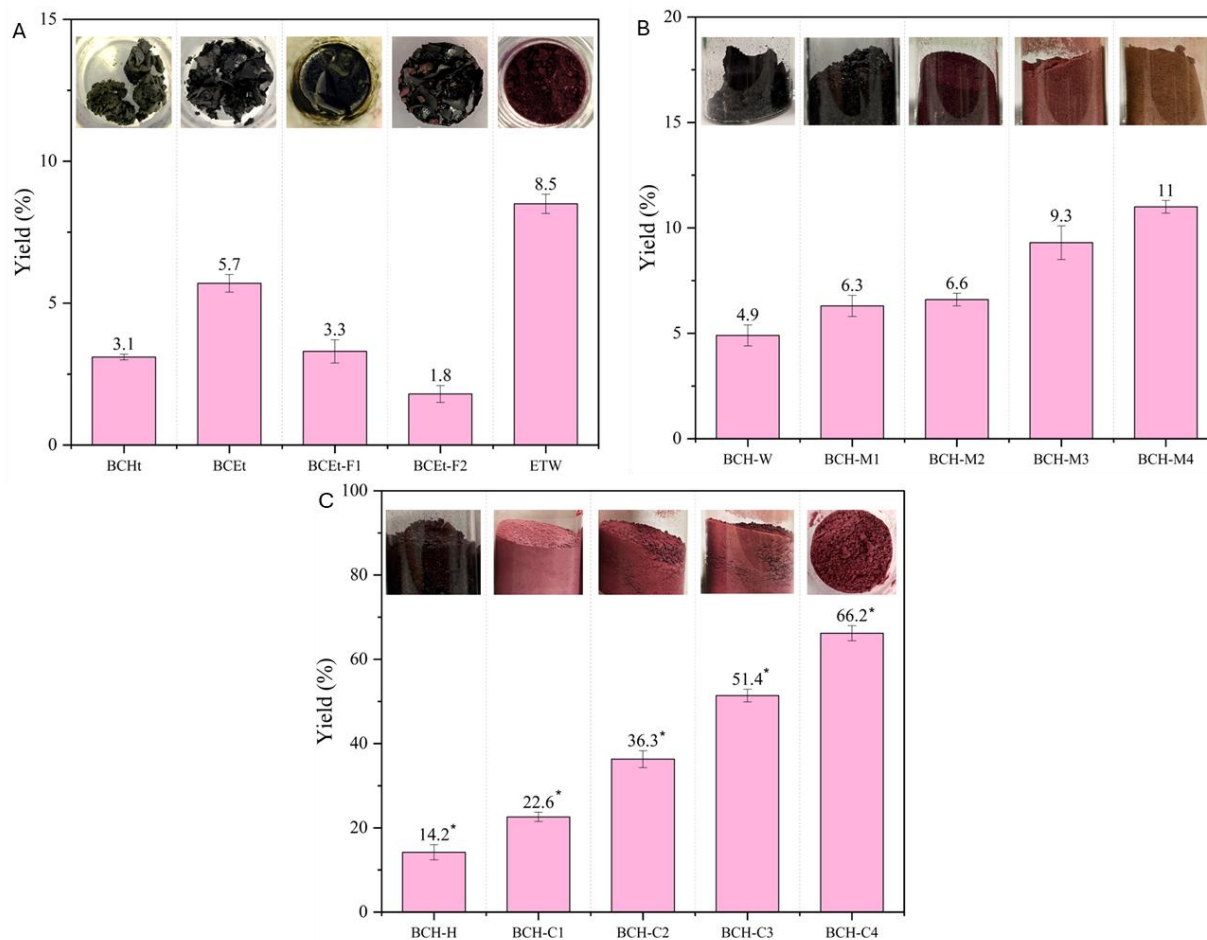 A
Yield (%)
15
10
5
0
3.1
5.7
3.3
1.8
8.5
BCHt
BCEt
BCEt-F1
BCEt-F2
ETW
B
Yield (%)
20
15
10
5
0
4.9
6.3
6.6
9.3
11
BCH-W
BCH-M1
BCH-M2
BCH-M3
BCH-M4
C
Yield (%)
100
80
60
40
20
0
14.2*
22.6*
36.3*
51.4*
66.2*
BCH-H
BCH-C1
BCH-C2
BCH-C3
BCH-C4